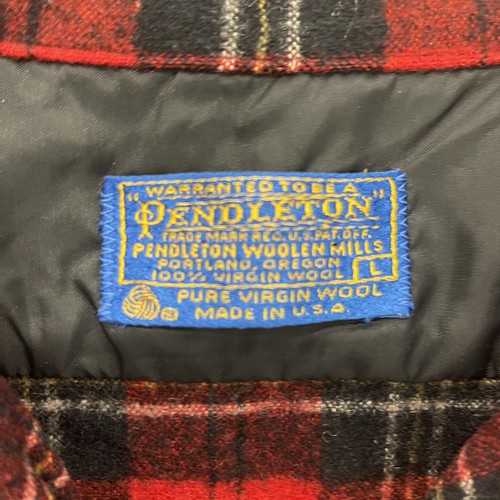 WARRANTED TO BE A
"PENDLETON"
TRADE MARK REG. U.S. PAT. OFF.
PENDLETON WOOLEN MILLS
PORTLAND, OREGON
100% VIRGIN WOOL L
PURE VIRGIN WOOL
MADE IN U.S.A.